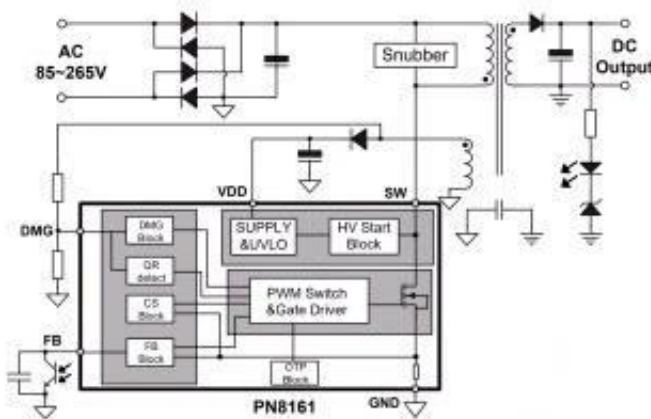 AC
85~265V
Snubber
DC
Output
VDD
SW
DMG
DMG
Block
SUPPLY
&UVLO
HV Start
Block
QR
detect
PWM Switch
&Gate Driver
CS
Block
FB
FB
Block
OTP
Block
GND
PN8161